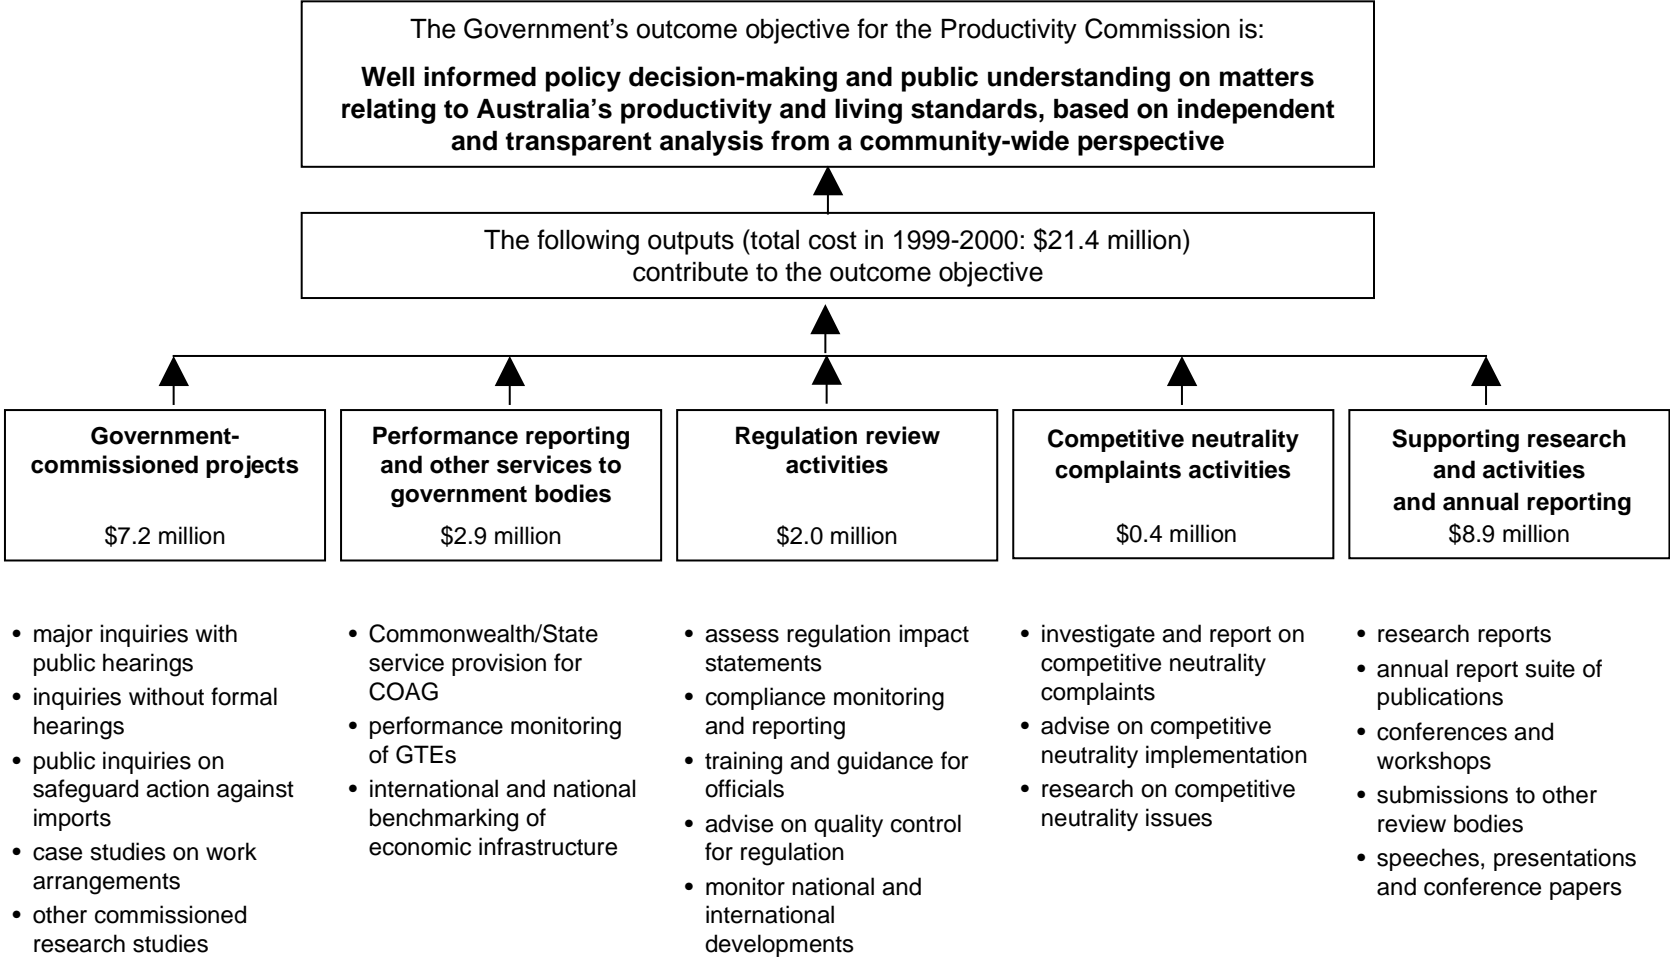 The Government’s outcome objective for the Productivity Commission is:
Well informed policy decision-making and public understanding on matters
relating to Australia’s productivity and living standards, based on independent
and transparent analysis from a community-wide perspective
The following outputs (total cost in 1999-2000: $21.4 million)
contribute to the outcome objective
Government-
commissioned projects
$7.2 million
Performance reporting
and other services to
government bodies
$2.9 million
Regulation review
activities
$2.0 million
Competitive neutrality
complaints activities
$0.4 million
Supporting research
and activities
and annual reporting
$8.9 million
• major inquiries with
public hearings
• inquiries without formal
hearings
• public inquiries on
safeguard action against
imports
• case studies on work
arrangements
• other commissioned
research studies
• Commonwealth/State
service provision for
COAG
• performance monitoring
of GTEs
• international and national
benchmarking of
economic infrastructure
• assess regulation impact
statements
• compliance monitoring
and reporting
• training and guidance for
officials
• advise on quality control
for regulation
• monitor national and
international
developments
• investigate and report on
competitive neutrality
complaints
• advise on competitive
neutrality implementation
• research on competitive
neutrality issues
• research reports
• annual report suite of
publications
• conferences and
workshops
• submissions to other
review bodies
• speeches, presentations
and conference papers